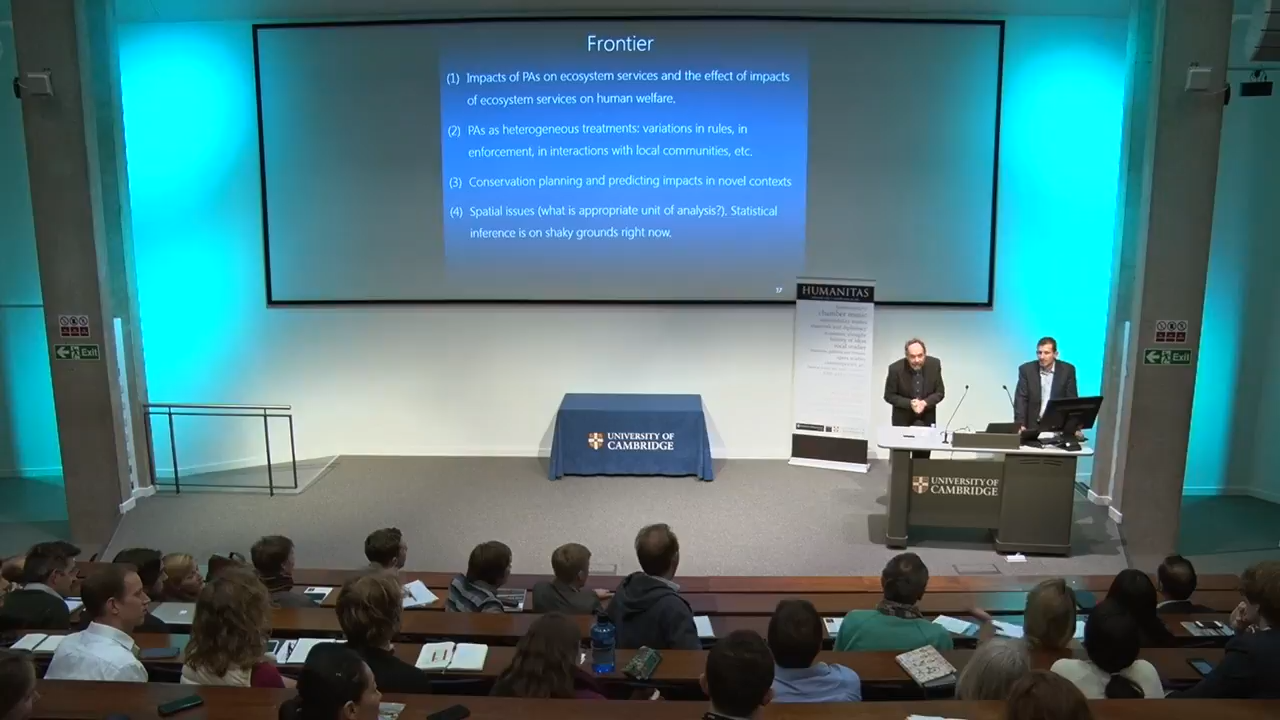 Frontier
(1) Impacts of PAs on ecosystem services and the effect of impacts
of ecosystem services on human welfare.
(2) PAs as heterogeneous treatments: variations in rules, in
enforcement, in interactions with local communities, etc.
(3) Conservation planning and predicting impacts in novel contexts
(4) Spatial issues (what is appropriate unit of analysis?). Statistical
inference is on shaky grounds right now.
17
HUMANITAS
chamber music
Exit
Exit
UNIVERSITY OF
CAMBRIDGE
UNIVERSITY OF
CAMBRIDGE